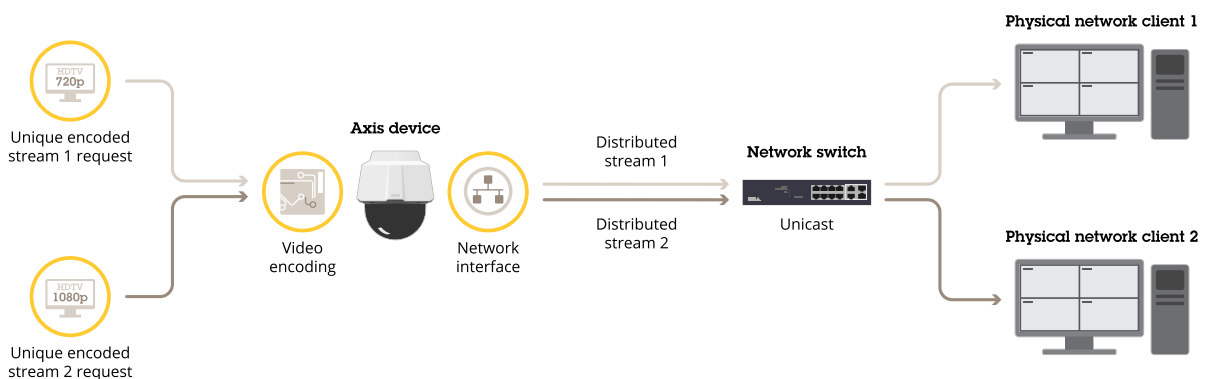 HDTV
720p
Unique encoded
stream 1 request
HDTV
1080p
Unique encoded
stream 2 request
Axis device
Video
encoding
Network
interface
Distributed
stream 1
Distributed
stream 2
Network switch
Unicast
Physical network client 1
Physical network client 2